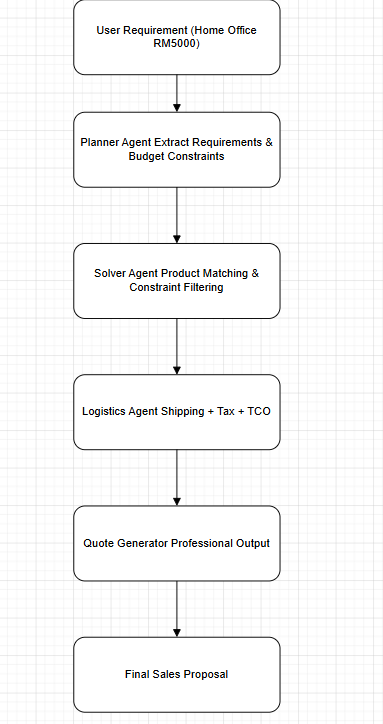 User Requirement (Home Office
RM5000)
Planner Agent Extract Requirements &
Budget Constraints
Solver Agent Product Matching &
Constraint Filtering
Logistics Agent Shipping + Tax + TCO
Quote Generator Professional Output
Final Sales Proposal